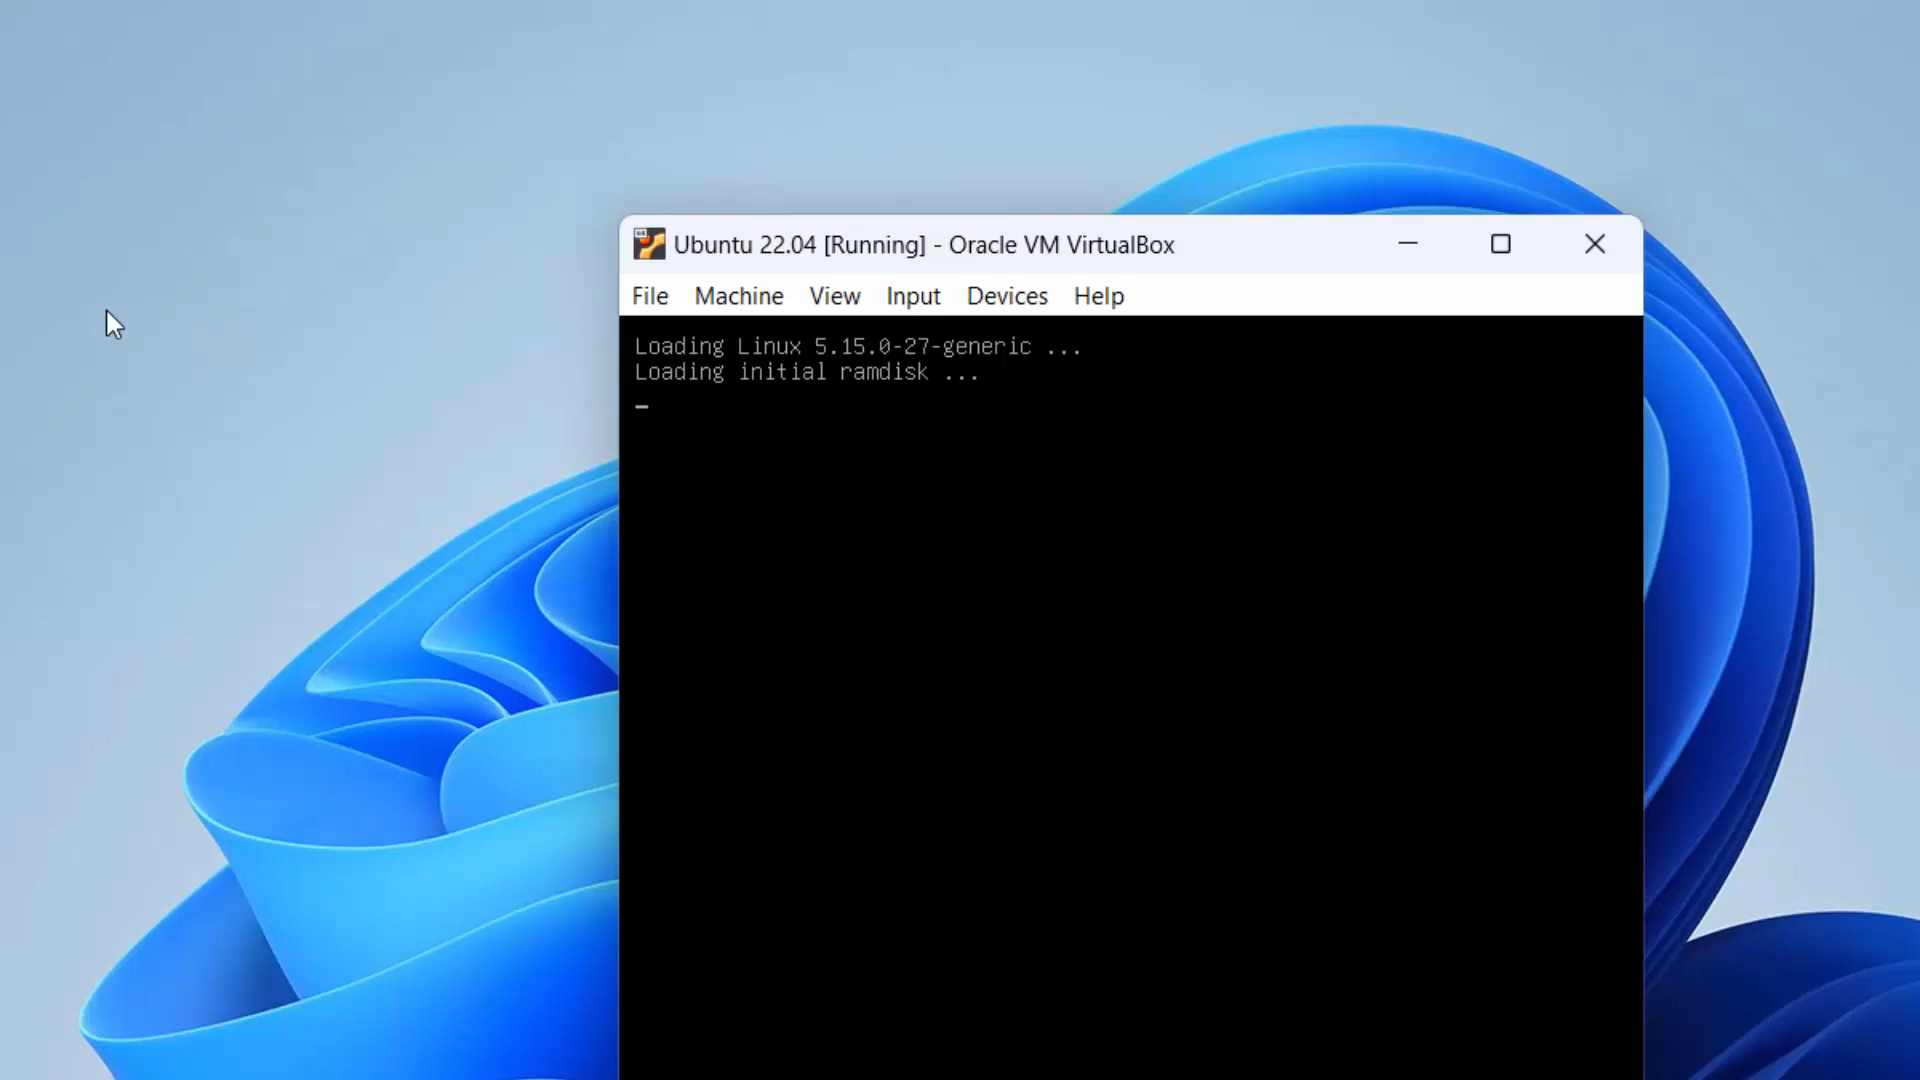 Ubuntu 22.04 [Running] - Oracle VM VirtualBox
File Machine View Input Devices Help
Loading Linux 5.15.0-27-generic ...
Loading initial ramdisk ...